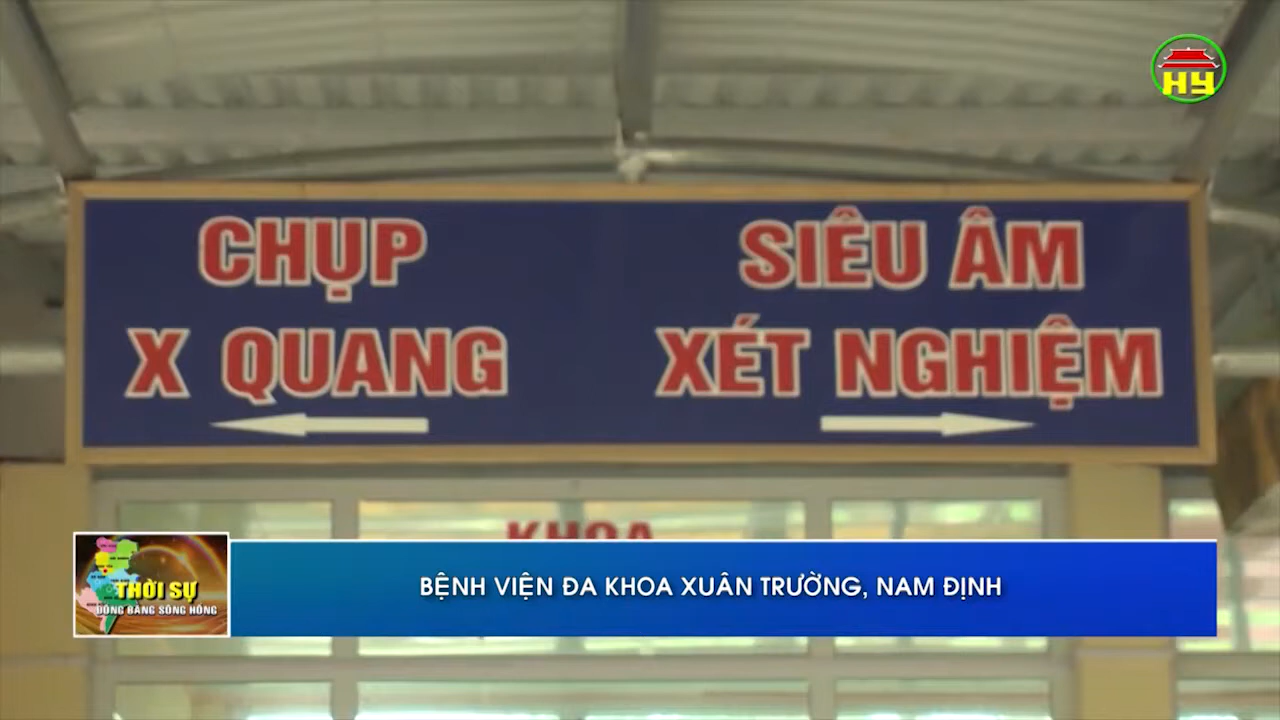 HY
CHỤP
X QUANG
SIÊU ÂM
XÉT NGHIỆM
KHOA
THỜI SỰ
ĐỒNG BẰNG SÔNG HỒNG
BỆNH VIỆN ĐA KHOA XUÂN TRƯỜNG, NAM ĐỊNH